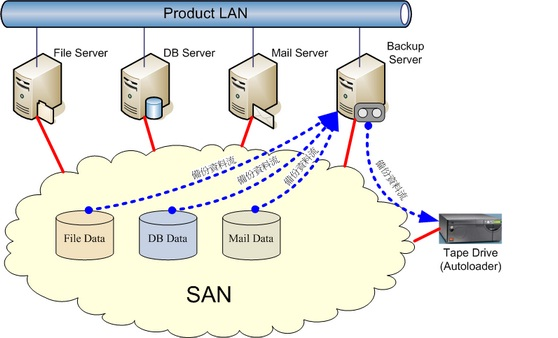 Product LAN
File Server
DB Server
Mail Server
Backup
Server
備份資料流
備份資料流
備份資料流
備份資料流
File Data
DB Data
Mail Data
Tape Drive
(Autoloader)
SAN